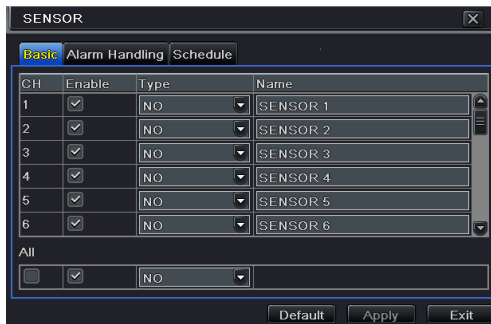 SENSOR
Basic Alarm Handling Schedule
CH Enable Type Name
1 NO SENSOR 1
2 NO SENSOR 2
3 NO SENSOR 3
4 NO SENSOR 4
5 NO SENSOR 5
6 NO SENSOR 6
All
NO
Default Apply Exit